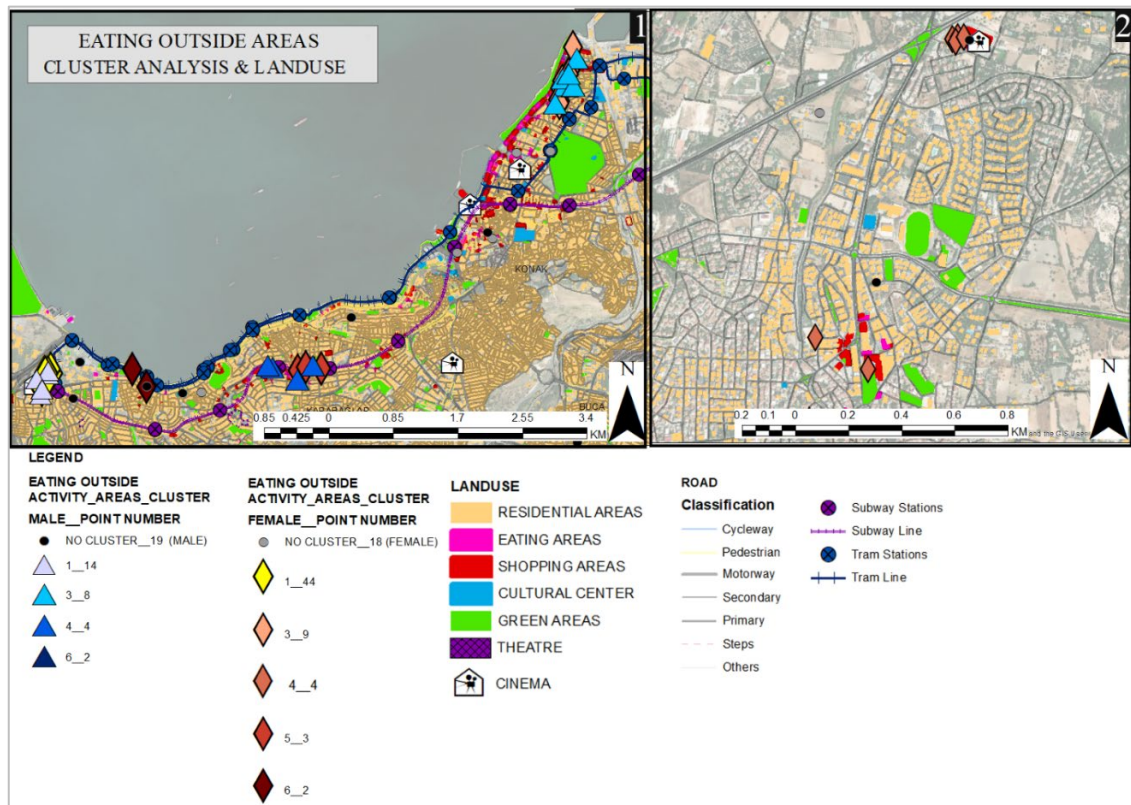 EATING OUTSIDE AREAS
CLUSTER ANALYSIS & LANDUSE
1
KONAK
BUCA
N
0.85 0.425 0 0.85 1.7 2.55 3.4
KM
2
N
0.2 0.1 0 0.2 0.4 0.6 0.8
KM
LEGEND
EATING OUTSIDE
ACTIVITY_AREAS_CLUSTER
MALE__POINT NUMBER
NO CLUSTER__19 (MALE)
1__14
3__8
4__4
6__2
EATING OUTSIDE
ACTIVITY_AREAS_CLUSTER
FEMALE__POINT NUMBER
NO CLUSTER__18 (FEMALE)
1__44
3__9
4__4
5__3
6__2
LANDUSE
RESIDENTIAL AREAS
EATING AREAS
SHOPPING AREAS
CULTURAL CENTER
GREEN AREAS
THEATRE
CINEMA
ROAD
Classification
Cycleway
Pedestrian
Motorway
Secondary
Primary
Steps
Others
Subway Stations
Subway Line
Tram Stations
Tram Line